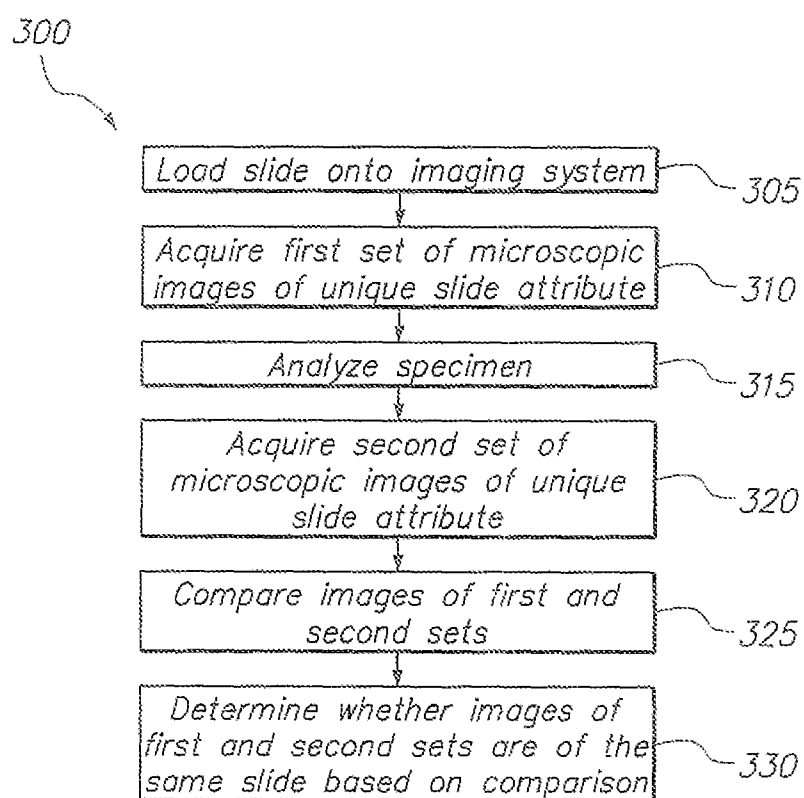 300
Load slide onto imaging system
305
Acquire first set of microscopic
images of unique slide attribute
310
Analyze specimen
315
Acquire second set of
microscopic images of unique
slide attribute
320
Compare images of first and
second sets
325
Determine whether images of
first and second sets are of the
same slide based on comparison
330